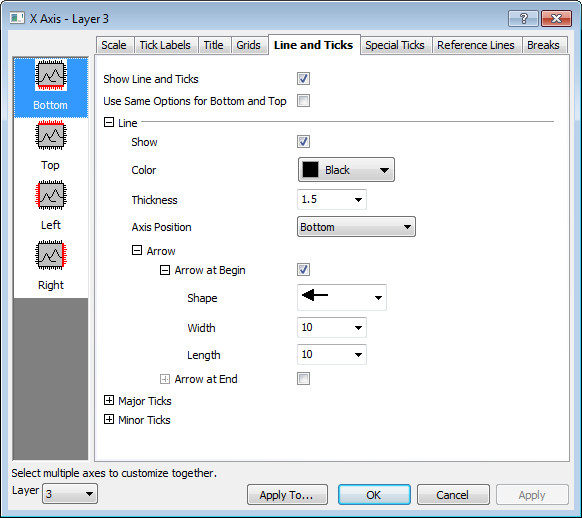 X Axis - Layer 3
Scale Tick Labels Title Grids Line and Ticks Special Ticks Reference Lines Breaks
Bottom
Top
Left
Right
Show Line and Ticks
Use Same Options for Bottom and Top
Line
Show
Color Black
Thickness 1.5
Axis Position Bottom
Arrow
Arrow at Begin
Shape
Width 10
Length 10
Arrow at End
Major Ticks
Minor Ticks
Select multiple axes to customize together.
Layer 3 Apply To... OK Cancel Apply